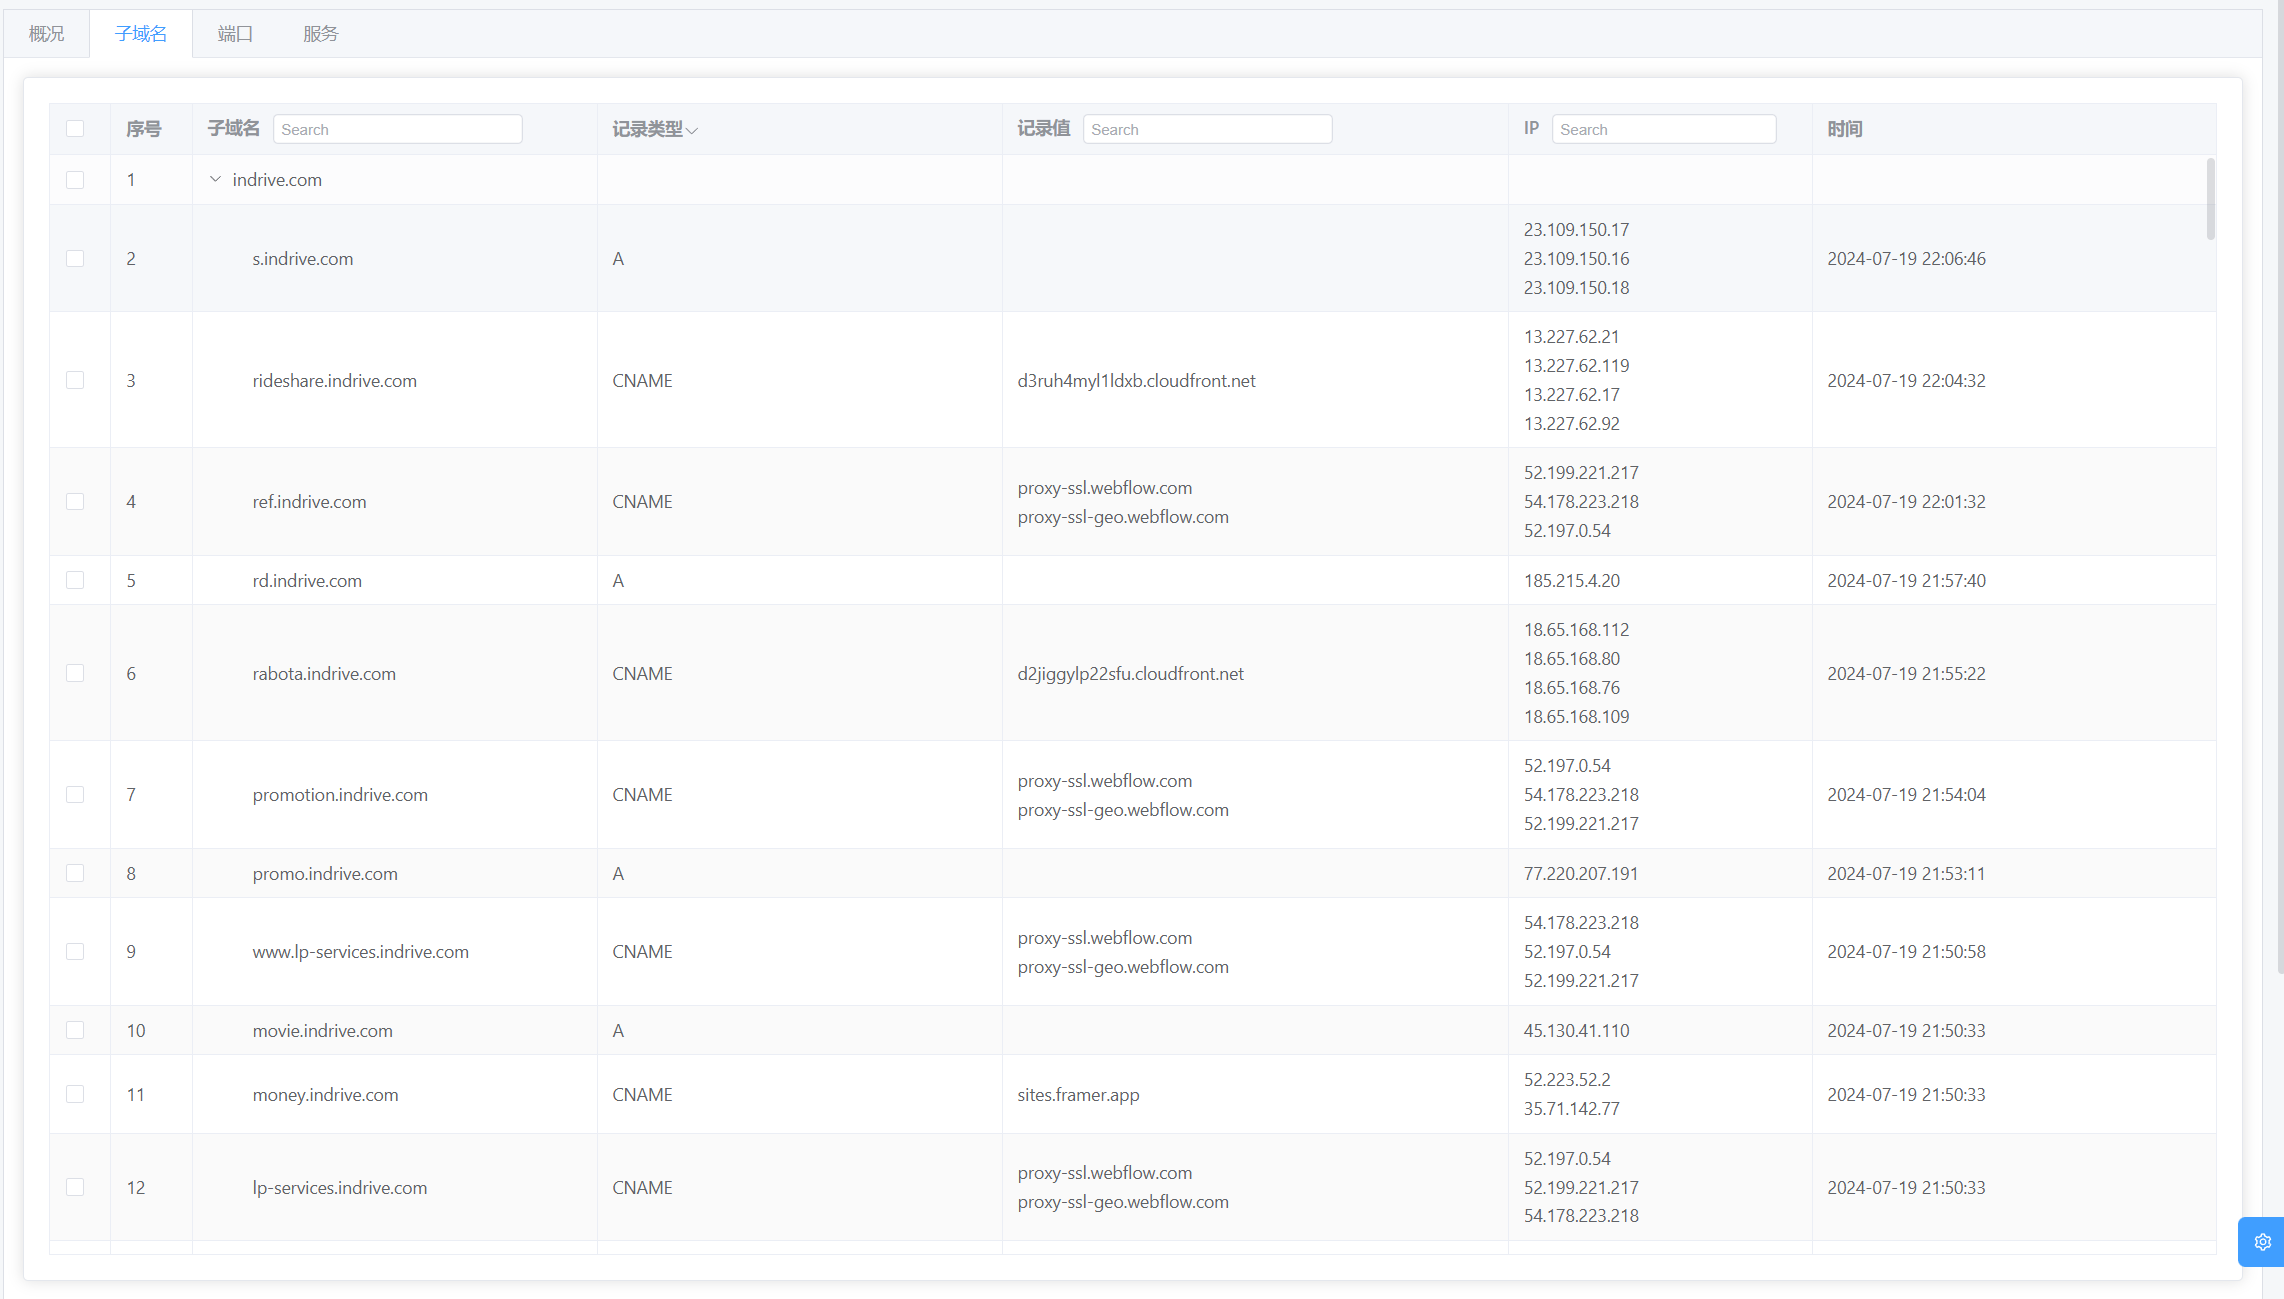 概况 子域名 端口 服务
序号 子域名 Search 记录类型 记录值 Search IP Search 时间
1 indrive.com
2 s.indrive.com A 23.109.150.17
23.109.150.16
23.109.150.18 2024-07-19 22:06:46
3 rideshare.indrive.com CNAME d3ruh4myl1ldxb.cloudfront.net 13.227.62.21
13.227.62.119
13.227.62.17
13.227.62.92 2024-07-19 22:04:32
4 ref.indrive.com CNAME proxy-ssl.webflow.com
proxy-ssl-geo.webflow.com 52.199.221.217
54.178.223.218
52.197.0.54 2024-07-19 22:01:32
5 rd.indrive.com A 185.215.4.20 2024-07-19 21:57:40
6 rabota.indrive.com CNAME d2jiggylp22sfu.cloudfront.net 18.65.168.112
18.65.168.80
18.65.168.76
18.65.168.109 2024-07-19 21:55:22
7 promotion.indrive.com CNAME proxy-ssl.webflow.com
proxy-ssl-geo.webflow.com 52.197.0.54
54.178.223.218
52.199.221.217 2024-07-19 21:54:04
8 promo.indrive.com A 77.220.207.191 2024-07-19 21:53:11
9 www.lp-services.indrive.com CNAME proxy-ssl.webflow.com
proxy-ssl-geo.webflow.com 54.178.223.218
52.197.0.54
52.199.221.217 2024-07-19 21:50:58
10 movie.indrive.com A 45.130.41.110 2024-07-19 21:50:33
11 money.indrive.com CNAME sites.framer.app 52.223.52.2
35.71.142.77 2024-07-19 21:50:33
12 lp-services.indrive.com CNAME proxy-ssl.webflow.com
proxy-ssl-geo.webflow.com 52.197.0.54
52.199.221.217
54.178.223.218 2024-07-19 21:50:33